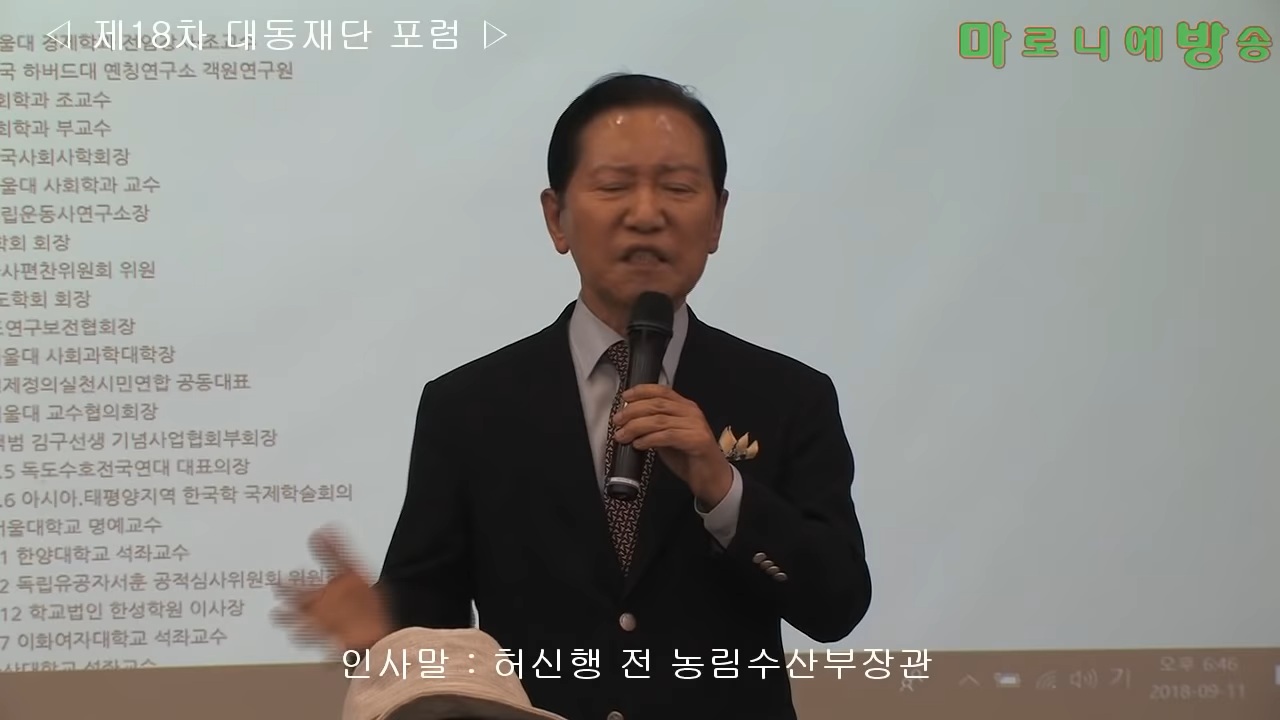 ◁ 제18차 대동재단 포럼 ▷
마로니에방송
국 하버드대 옌칭연구소 객원연구원
회학과 조교수
회학과 부교수
국사회사학회장
울대 사회학과 교수
립운동사연구소장
학회 회장
사편찬위원회 위원
도학회 회장
도연구보전협회장
울대 사회과학대학장
제정의실천시민연합 공동대표
울대 교수협의회장
백범 김구선생 기념사업협회부회장
.5 독도수호전국연대 대표의장
.6 아시아.태평양지역 한국학 국제학술회의
서울대학교 명예교수
1 한양대학교 석좌교수
2 독립유공자서훈 공적심사위원회
12 학교법인 한성학원 이사장
7 이화여자대학교 석좌교수
인사말 : 허신행 전 농림수산부장관
기
오후 6:46
2018-09-11